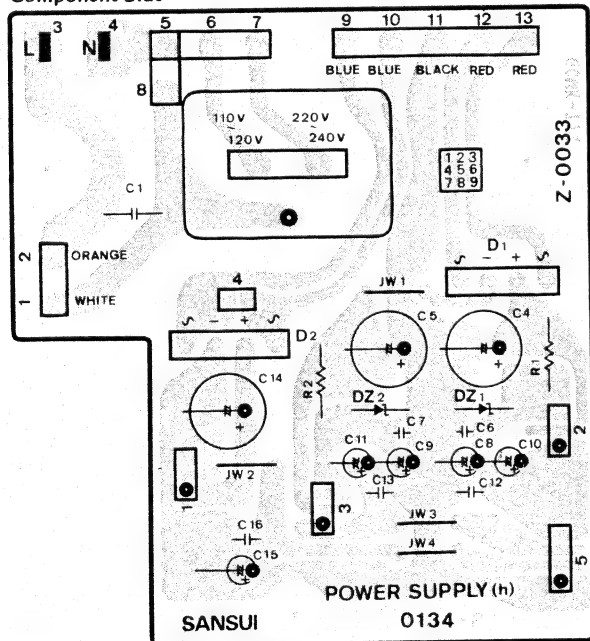 3 4 5 6 7 9 10 11 12 13
L N
BLUE BLUE BLACK RED RED
8
110V 220V
120V 240V
Z-0033
1 2 3
4 5 6
7 8 9
C1
2 ORANGE
1 WHITE
D1
- +
4
JW1
- +
D2
C5
C4
+
+
R2
R1
C14
+
DZ2
DZ1
C7
C6
2
C11
C9
C8
C10
JW2
C13
C12
1
3
JW3
C16
JW4
C15
5
POWER SUPPLY (h)
SANSUI
0134